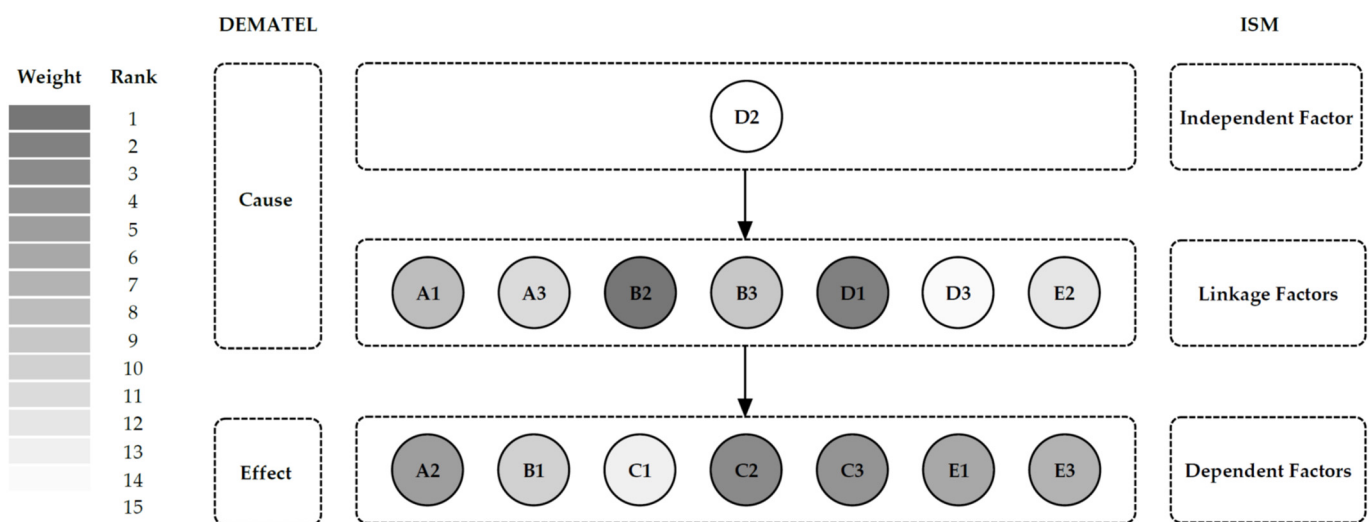 DEMATEL
ISM
Weight
Rank
1
2
3
4
5
6
7
8
9
10
11
12
13
14
15
Cause
Effect
D2
A1
A3
B2
B3
D1
D3
E2
A2
B1
C1
C2
C3
E1
E3
Independent Factor
Linkage Factors
Dependent Factors